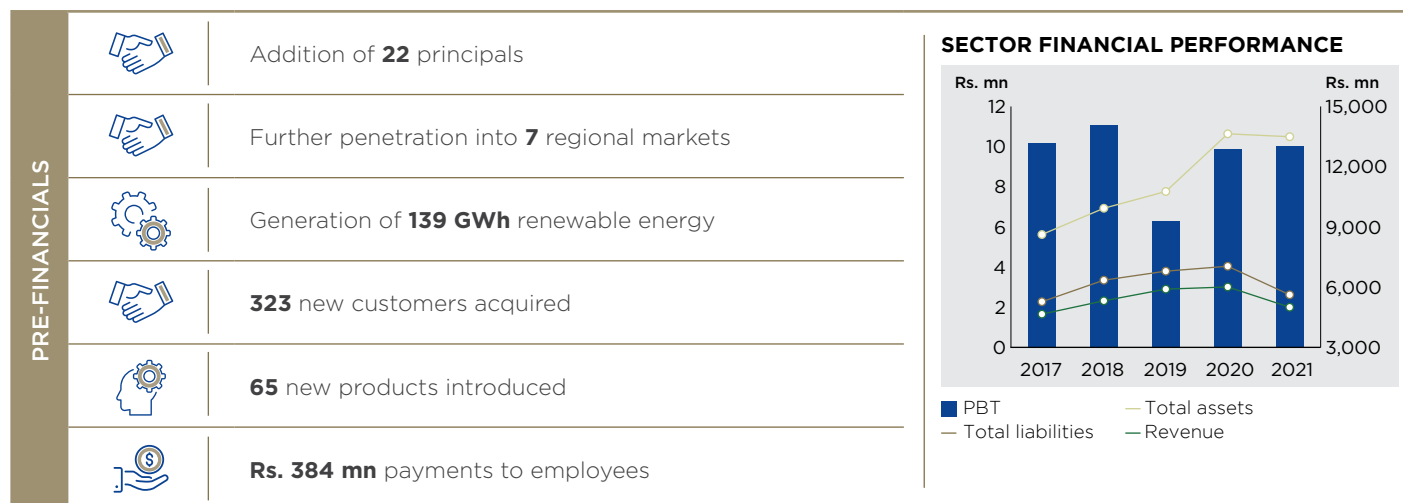 PRE-FINANCIALS
Addition of 22 principals
Further penetration into 7 regional markets
Generation of 139 GWh renewable energy
323 new customers acquired
65 new products introduced
$
Rs. 384 mn payments to employees
SECTOR FINANCIAL PERFORMANCE
Rs. mn
Rs. mn
12
15,000
10
12,000
8
9,000
6
4
6,000
2
0
3,000
2017 2018 2019 2020 2021
PBT
Total assets
Total liabilities
Revenue